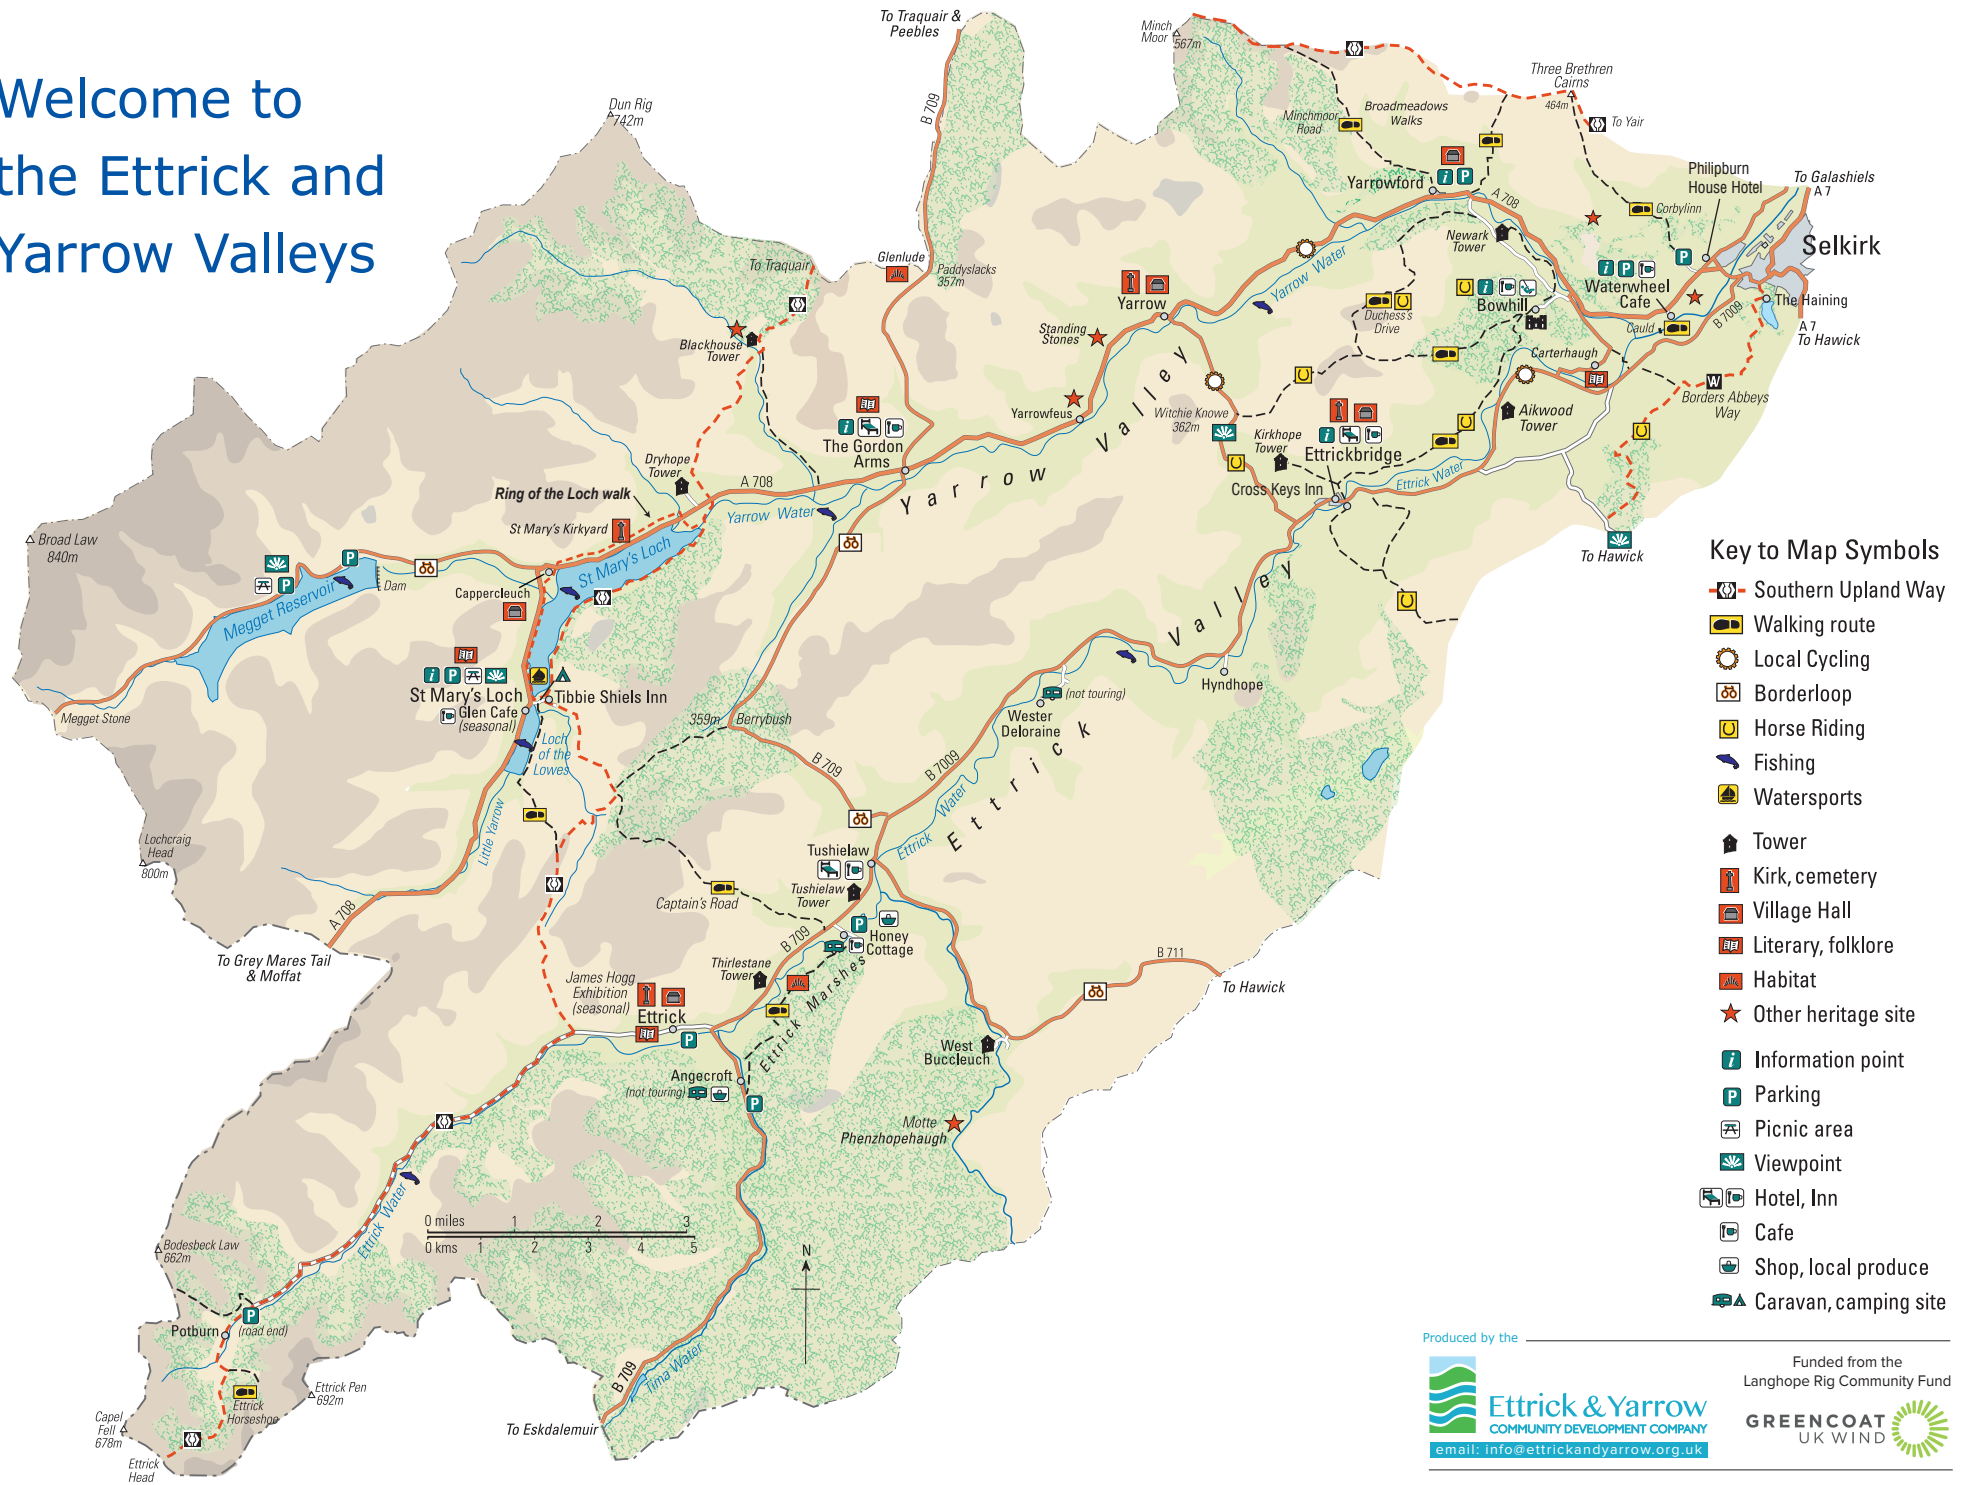 Welcome to
the Ettrick and
Yarrow Valleys
To Traquair &
Peebles
B 709
Minch
Moor
567m
Three Brethren
Cairns
464m
To Yair
Minchmoor
Road
Broadmeadows
Walks
Dun Rig
742m
Yarrowford
A 708
Philipburn
House Hotel
To Galashiels
A 7
Corbylinn
Selkirk
Newark
Tower
To Traquair
Glenlude
Paddyslacks
357m
Yarrow
Yarrow Water
Duchess's
Drive
Bowhill
Waterwheel
Cafe
The Haining
Cauld
B 7009
A 7
To Hawick
Standing
Stones
Blackhouse
Tower
Carterhaugh
Borders Abbeys
Way
W
Yarrowfeus
Witchie Knowe
362m
Aikwood
Tower
The Gordon
Arms
Kirkhope
Tower
Ettrickbridge
Yarrow Valley
Dryhope
Tower
A 708
Ring of the Loch walk
Yarrow Water
Cross Keys Inn
Ettrick Water
St Mary's Kirkyard
St Mary's Loch
To Hawick
Broad Law
840m
Dam
Megget Reservoir
Cappercleuch
Megget Stone
St Mary's Loch
Glen Cafe
(seasonal)
Tibbie Shiels Inn
Loch
of the
Lowes
359m
Berrybush
Hyndhope
(not touring)
Wester
Deloraine
Ettrick Valley
B 709
B 7009
Ettrick Water
Little Yarrow
Lochcraig
Head
800m
Tushielaw
Tushielaw
Tower
Captain's Road
A 708
To Grey Mares Tail
& Moffat
B 709
Honey
Cottage
Thirlestane
Tower
James Hogg
Exhibition
(seasonal)
Ettrick
Ettrick Marshes
B 711
To Hawick
West
Buccleuch
Angecroft
(not touring)
Motte
Phenzhopehaugh
Ettrick Water
0 miles 1 2 3
0 kms 1 2 3 4 5
N
Bodesbeck Law
662m
Potburn
(road end)
Ettrick Pen
692m
Ettrick
Horseshoe
Capel
Fell
678m
Ettrick
Head
B 709
Tima Water
To Eskdalemuir
Key to Map Symbols
Southern Upland Way
Walking route
Local Cycling
Borderloop
Horse Riding
Fishing
Watersports
Tower
Kirk, cemetery
Village Hall
Literary, folklore
Habitat
Other heritage site
i Information point
P Parking
Picnic area
Viewpoint
Hotel, Inn
Cafe
Shop, local produce
Caravan, camping site
Produced by the
Ettrick & Yarrow
COMMUNITY DEVELOPMENT COMPANY
email: info@ettrickandyarrow.org.uk
Funded from the
Langhope Rig Community Fund
GREENCOAT
UK WIND